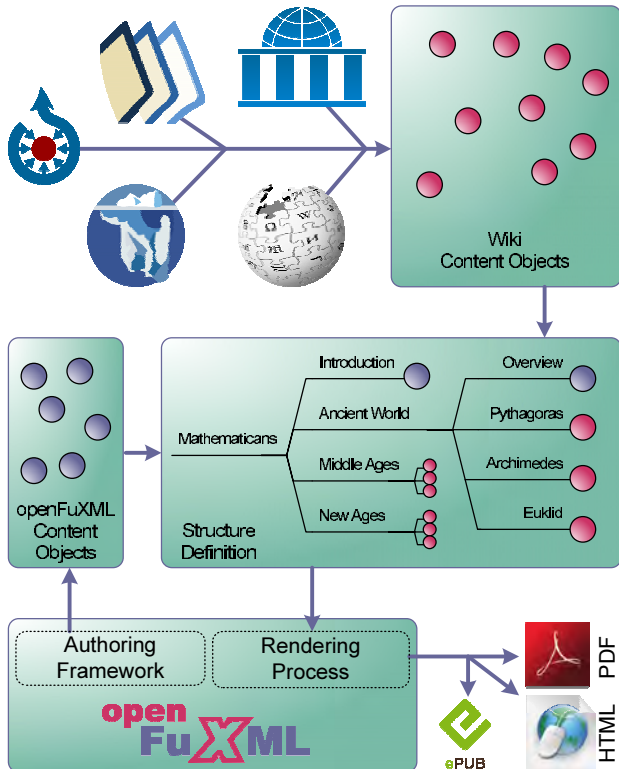 Wiki
Content Objects
openFuXML
Content
Objects
Mathematicans
Introduction
Ancient World
Middle Ages
New Ages
Overview
Pythagoras
Archimedes
Euklid
Structure
Definition
Authoring
Framework
Rendering
Process
open
FuXML
ePUB
PDF
HTML